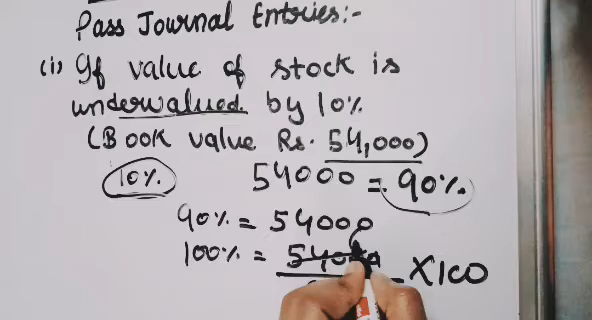 Pass Journal Entries:-
(i) If value of stock is
undervalued by 10%
(Book value Rs. 54,000)
10% 54000 = 90%
90% = 54000
100% = X100